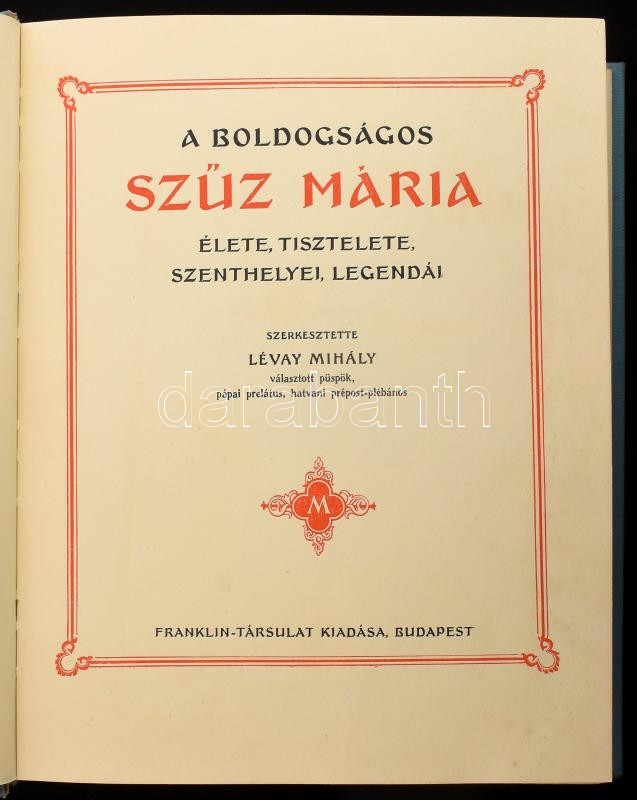 A BOLDOGSÁGOS
SZŰZ MÁRIA
ÉLETE, TISZTELETE,
SZENTHELYEI, LEGENDÁI
SZERKESZTETTE
LÉVAY MIHÁLY
választott püspök,
pápai prelátus, hatvani prépost-plébános
darabanth
M
FRANKLIN-TÁRSULAT KIADÁSA, BUDAPEST